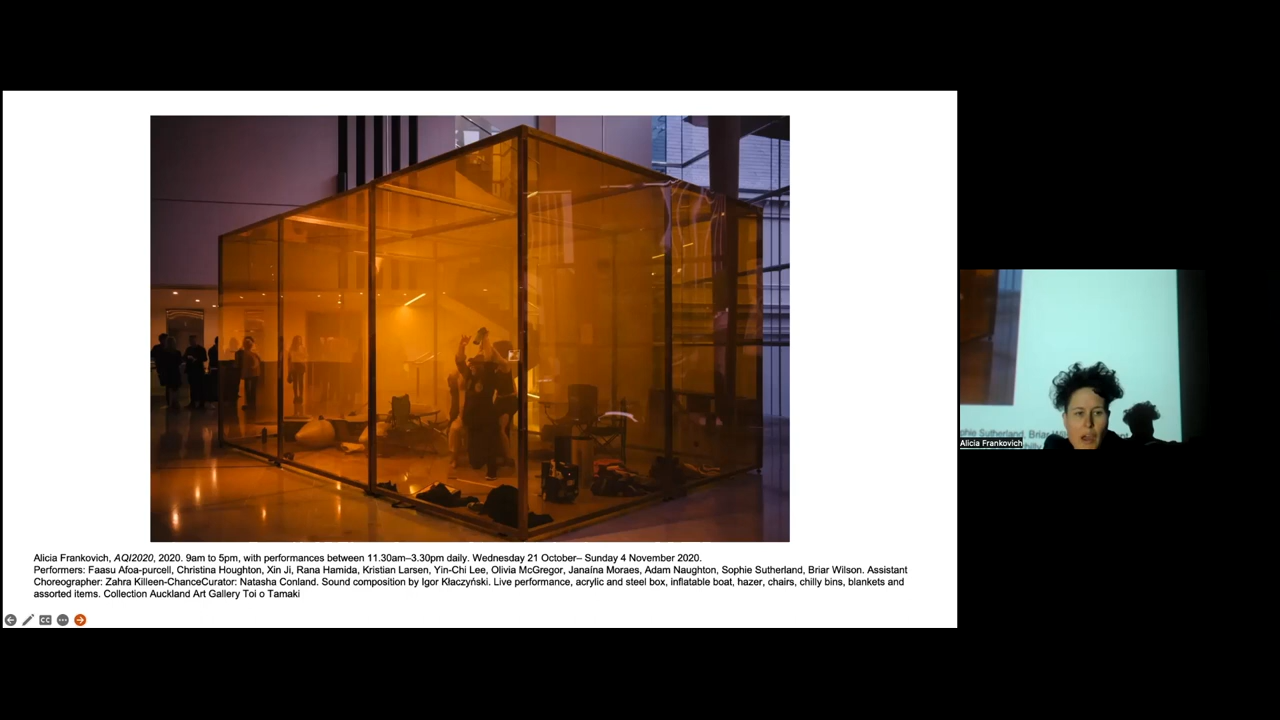 Alicia Frankovich, AQI2020, 2020. 9am to 5pm, with performances between 11.30am–3.30pm daily. Wednesday 21 October– Sunday 4 November 2020.
Performers: Faasu Afoa-purcell, Christina Houghton, Xin Ji, Rana Hamida, Kristian Larsen, Yin-Chi Lee, Olivia McGregor, Janaína Moraes, Adam Naughton, Sophie Sutherland, Briar Wilson. Assistant
Choreographer: Zahra Killeen-ChanceCurator: Natasha Conland. Sound composition by Igor Kłaczyński. Live performance, acrylic and steel box, inflatable boat, hazer, chairs, chilly bins, blankets and
assorted items. Collection Auckland Art Gallery Toi o Tamaki
CC
phie Sutherland, Briar
Alicia Frankovich